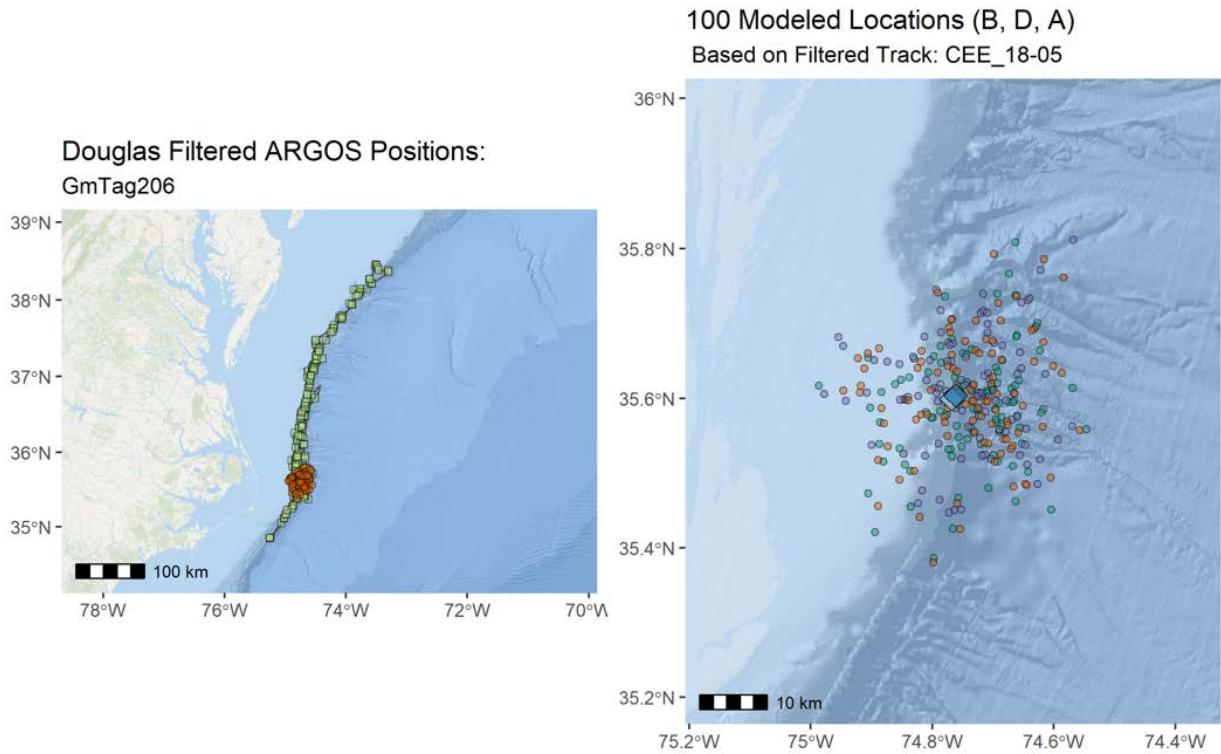 Douglas Filtered ARGOS Positions:
GmTag206
39°N
38°N
37°N
36°N
35°N
100 km
78°W
76°W
74°W
72°W
70°W
100 Modeled Locations (B, D, A)
Based on Filtered Track: CEE_18-05
36°N
35.8°N
35.6°N
35.4°N
35.2°N
10 km
75.2°W
75°W
74.8°W
74.6°W
74.4°W